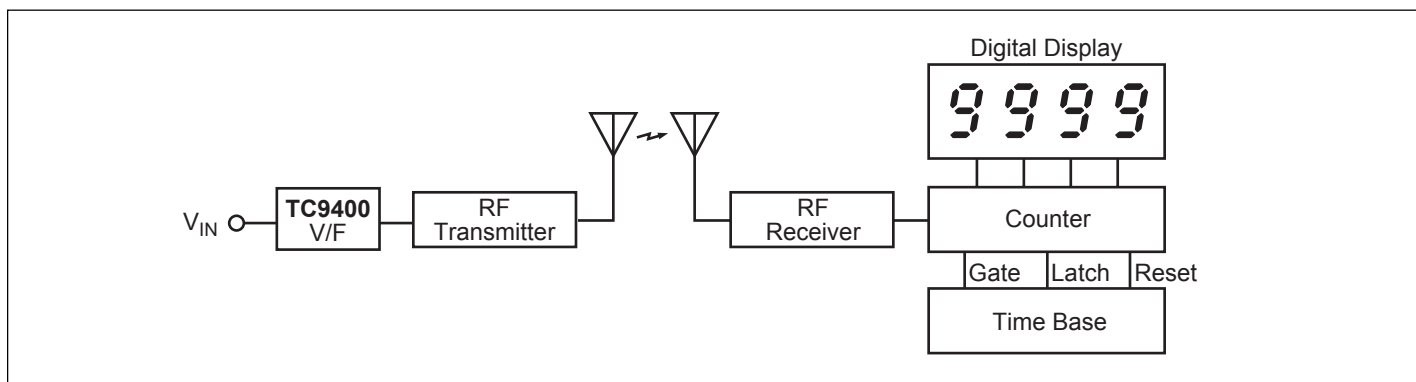 Digital Display
9999
TC9400
V/F
RF
Transmitter
RF
Receiver
Counter
V_IN
Gate Latch Reset
Time Base